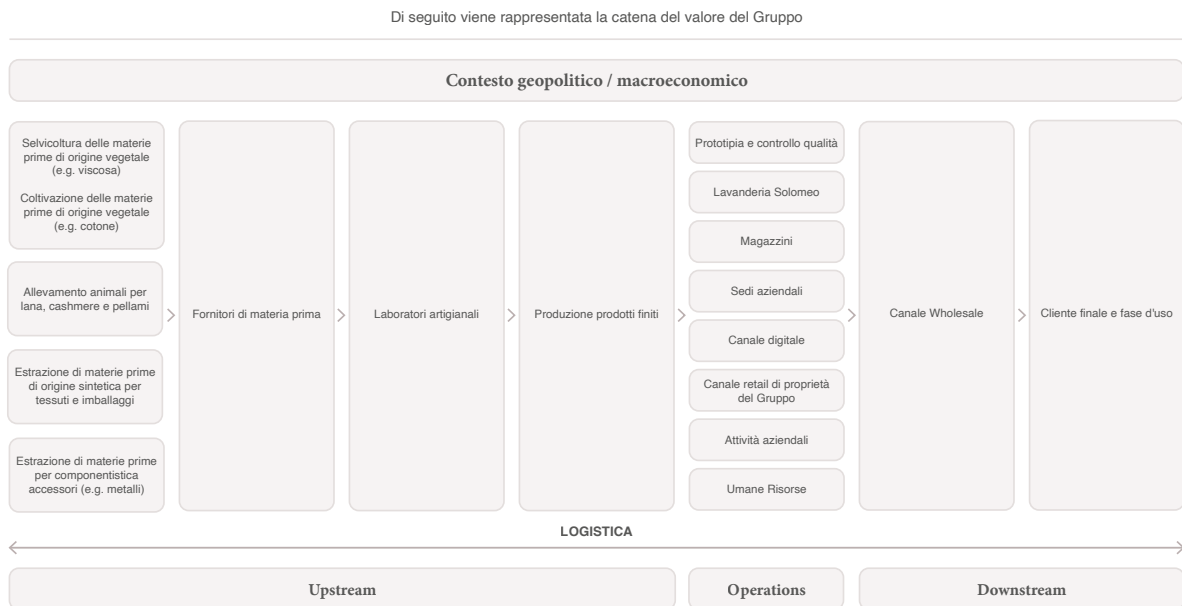 Di seguito viene rappresentata la catena del valore del Gruppo
Contesto geopolitico / macroeconomico
Selvicoltura delle materie
prime di origine vegetale
(e.g. viscosa)
Coltivazione delle materie
prime di origine vegetale
(e.g. cotone)
Allevamento animali per
lana, cashmere e pellami
Estrazione di materie prime
di origine sintetica per
tessuti e imballaggi
Estrazione di materie prime
per componentistica
accessori (e.g. metalli)
Fornitori di materia prima
Laboratori artigianali
Produzione prodotti finiti
Prototipia e controllo qualità
Lavanderia Solomeo
Magazzini
Sedi aziendali
Canale digitale
Canale retail di proprietà
del Gruppo
Attività aziendali
Umane Risorse
Canale Wholesale
Cliente finale e fase d'uso
LOGISTICA
Upstream
Operations
Downstream